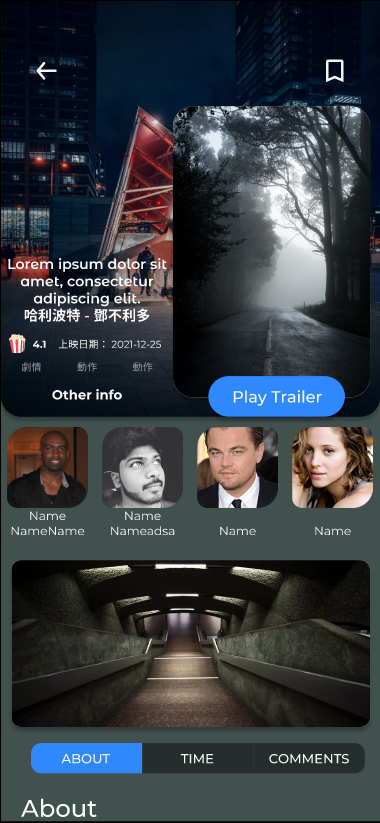 Lorem ipsum dolor sit
amet, consectetur
adipiscing elit.
哈利波特 - 鄧不利多
4.1 上映日期： 2021-12-25
劇情 動作 動作
Other info
Play Trailer
Name
NameName
Name
Nameadsa
Name
Name
ABOUT TIME COMMENTS
About